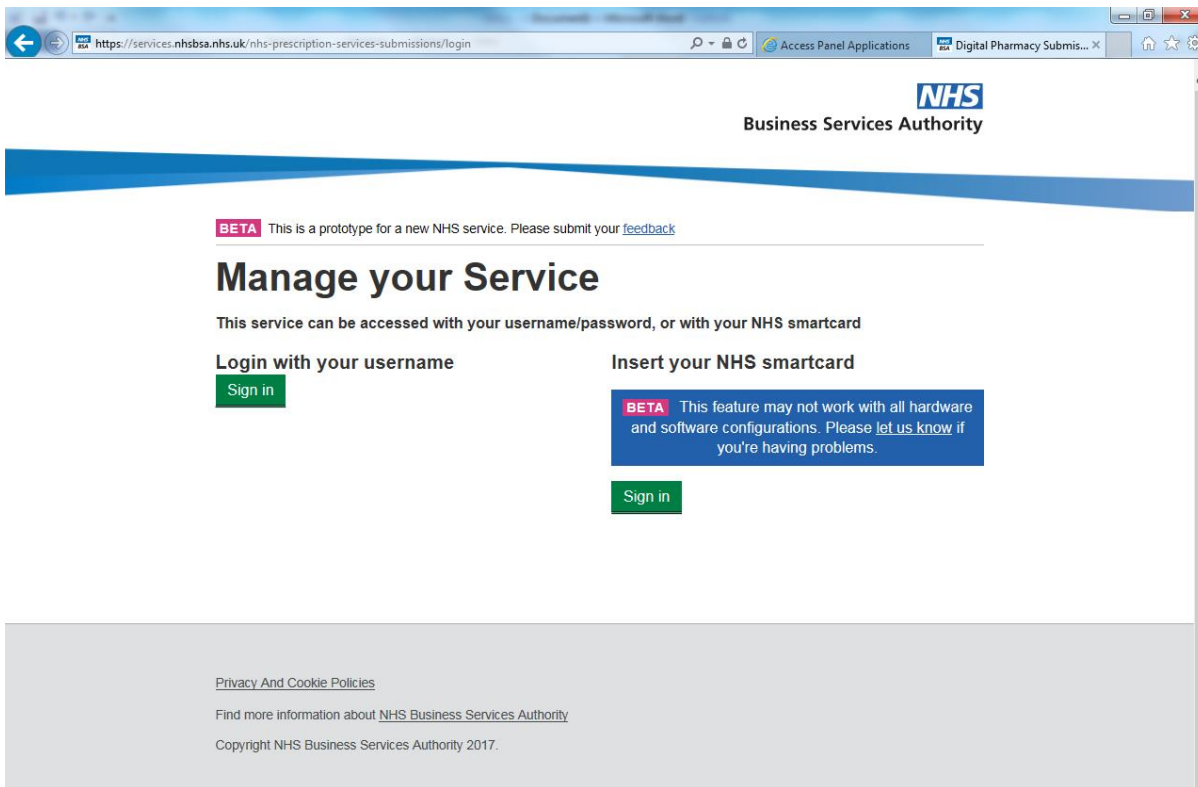 Document1 - Microsoft Word
https://services.nhsbsa.nhs.uk/nhs-prescription-services-submissions/login
Access Panel Applications
NHS BSA Digital Pharmacy Submis...
NHS
Business Services Authority
BETA This is a prototype for a new NHS service. Please submit your feedback
Manage your Service
This service can be accessed with your username/password, or with your NHS smartcard
Login with your username
Sign in
Insert your NHS smartcard
BETA This feature may not work with all hardware
and software configurations. Please let us know if
you're having problems.
Sign in
Privacy And Cookie Policies
Find more information about NHS Business Services Authority
Copyright NHS Business Services Authority 2017.